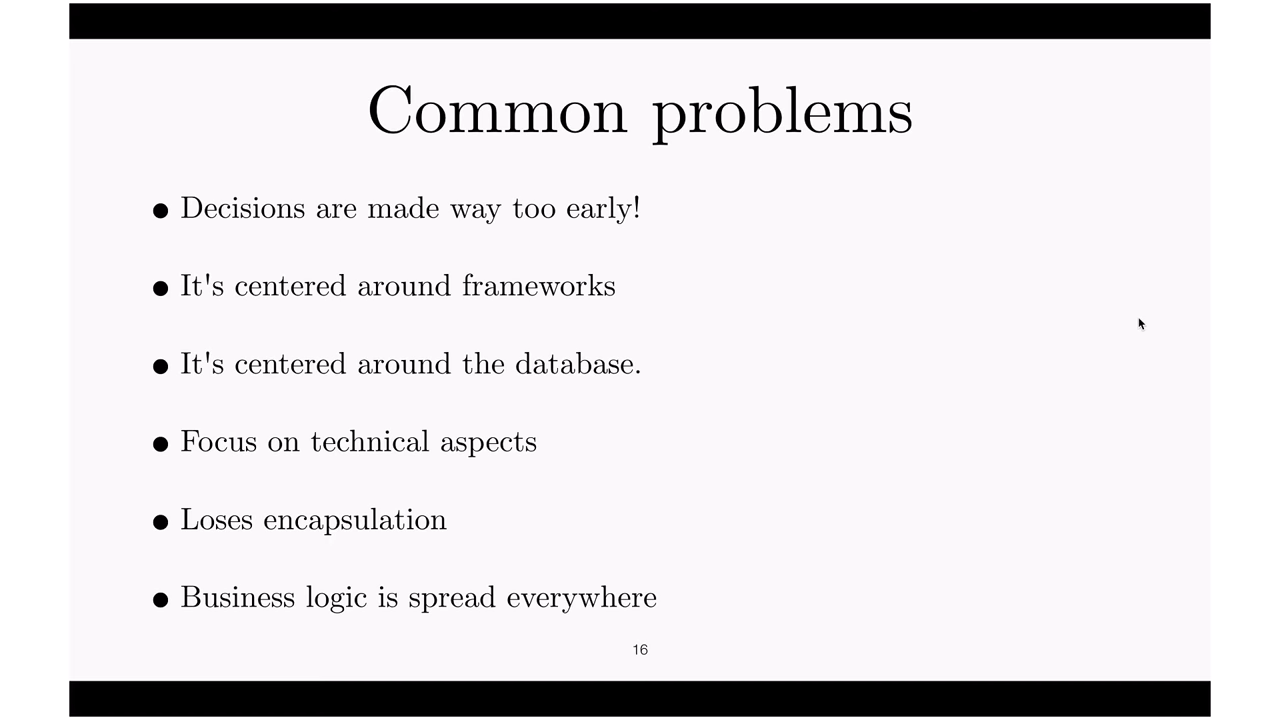 Common problems
● Decisions are made way too early!
● It's centered around frameworks
● It's centered around the database.
● Focus on technical aspects
● Loses encapsulation
● Business logic is spread everywhere
16